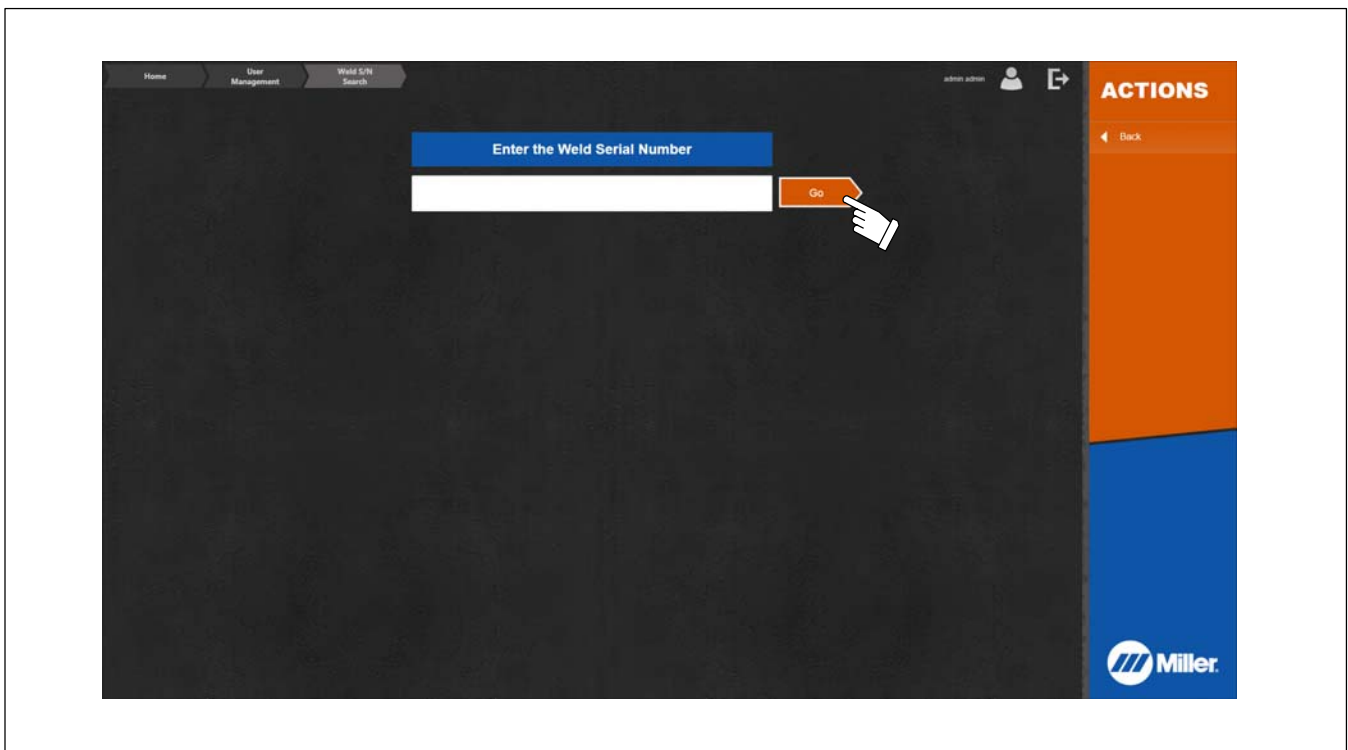 Home
User
Management
Weld S/N
Search
admin admin
ACTIONS
Back
Enter the Weld Serial Number
Go
Miller.